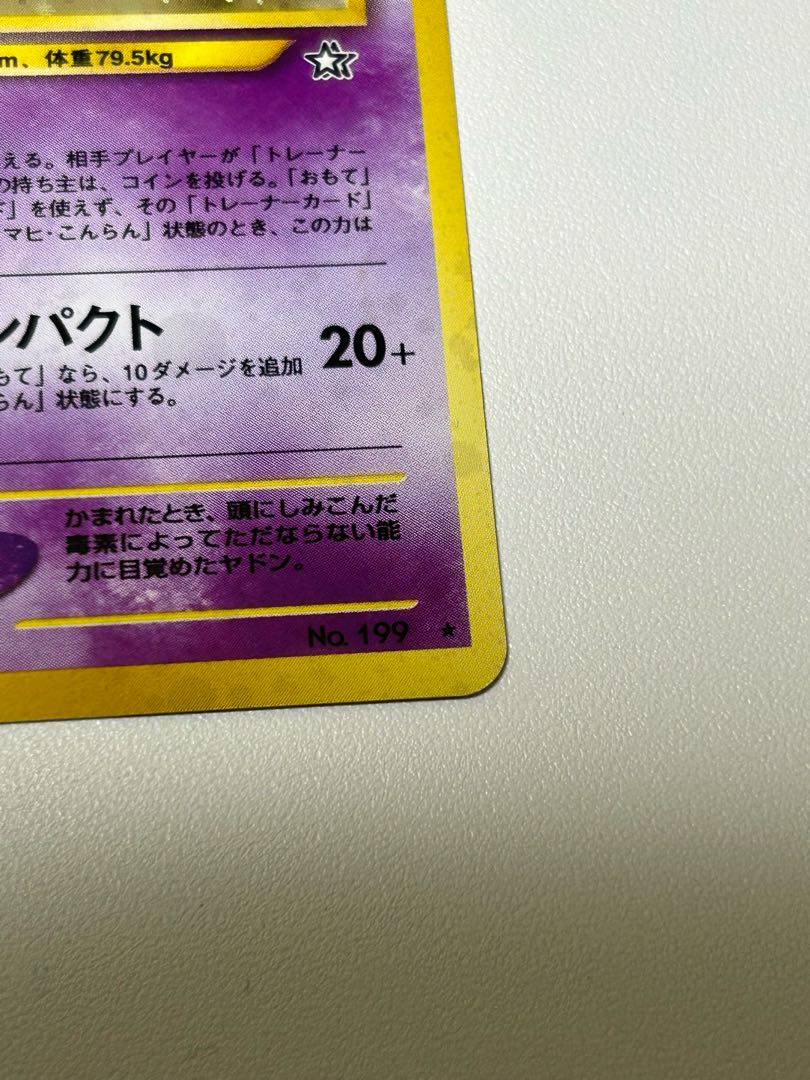 m、体重79.5kg
える。相手プレイヤーが「トレーナー
の持ち主は、コインを投げる。「おもて」
ド」を使えず、その「トレーナーカード」
マヒ・こんらん」状態のとき、この力は
ンパクト
20+
もて」なら、10ダメージを追加
らん」状態にする。
かまれたとき、頭にしみこんだ
毒素によってただならない能
力に目覚めたヤドン。
No. 199 ★